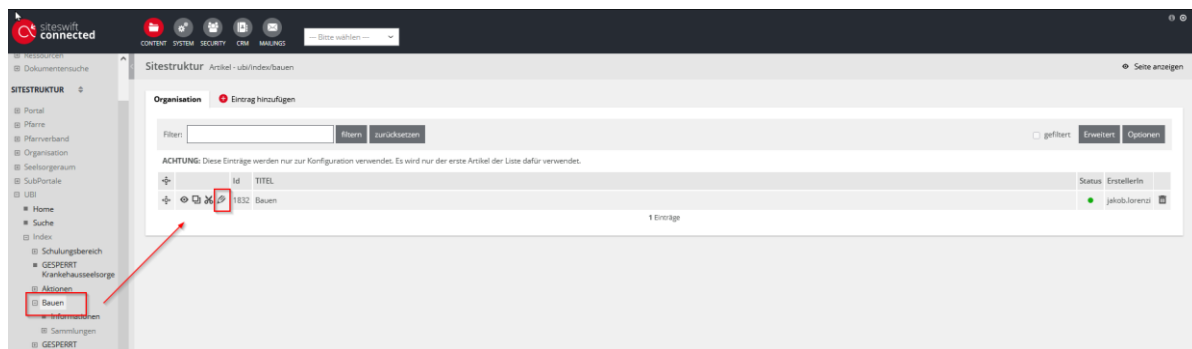 siteswift
connected
CONTENT SYSTEM SECURITY CRM MAILINGS
--- Bitte wählen ---
Ressourcen
Dokumentensuche
SITESTRUKTUR
Portal
Pfarre
Pfarrverband
Organisation
Seelsorgeraum
SubPortale
UBI
Home
Suche
Index
Schulungsbereich
GESPERRT
Krankehausseelsorge
Aktionen
Bauen
Informationen
Sammlungen
GESPERRT
Sitestruktur Artikel - ubi/index/bauen
Seite anzeigen
Organisation Eintrag hinzufügen
Filter: filtern zurücksetzen gefiltert Erweitert Optionen
ACHTUNG: Diese Einträge werden nur zur Konfiguration verwendet. Es wird nur der erste Artikel der Liste dafür verwendet.
Id TITEL Status ErstellerIn
1832 Bauen jakob.lorenzi
1 Einträge